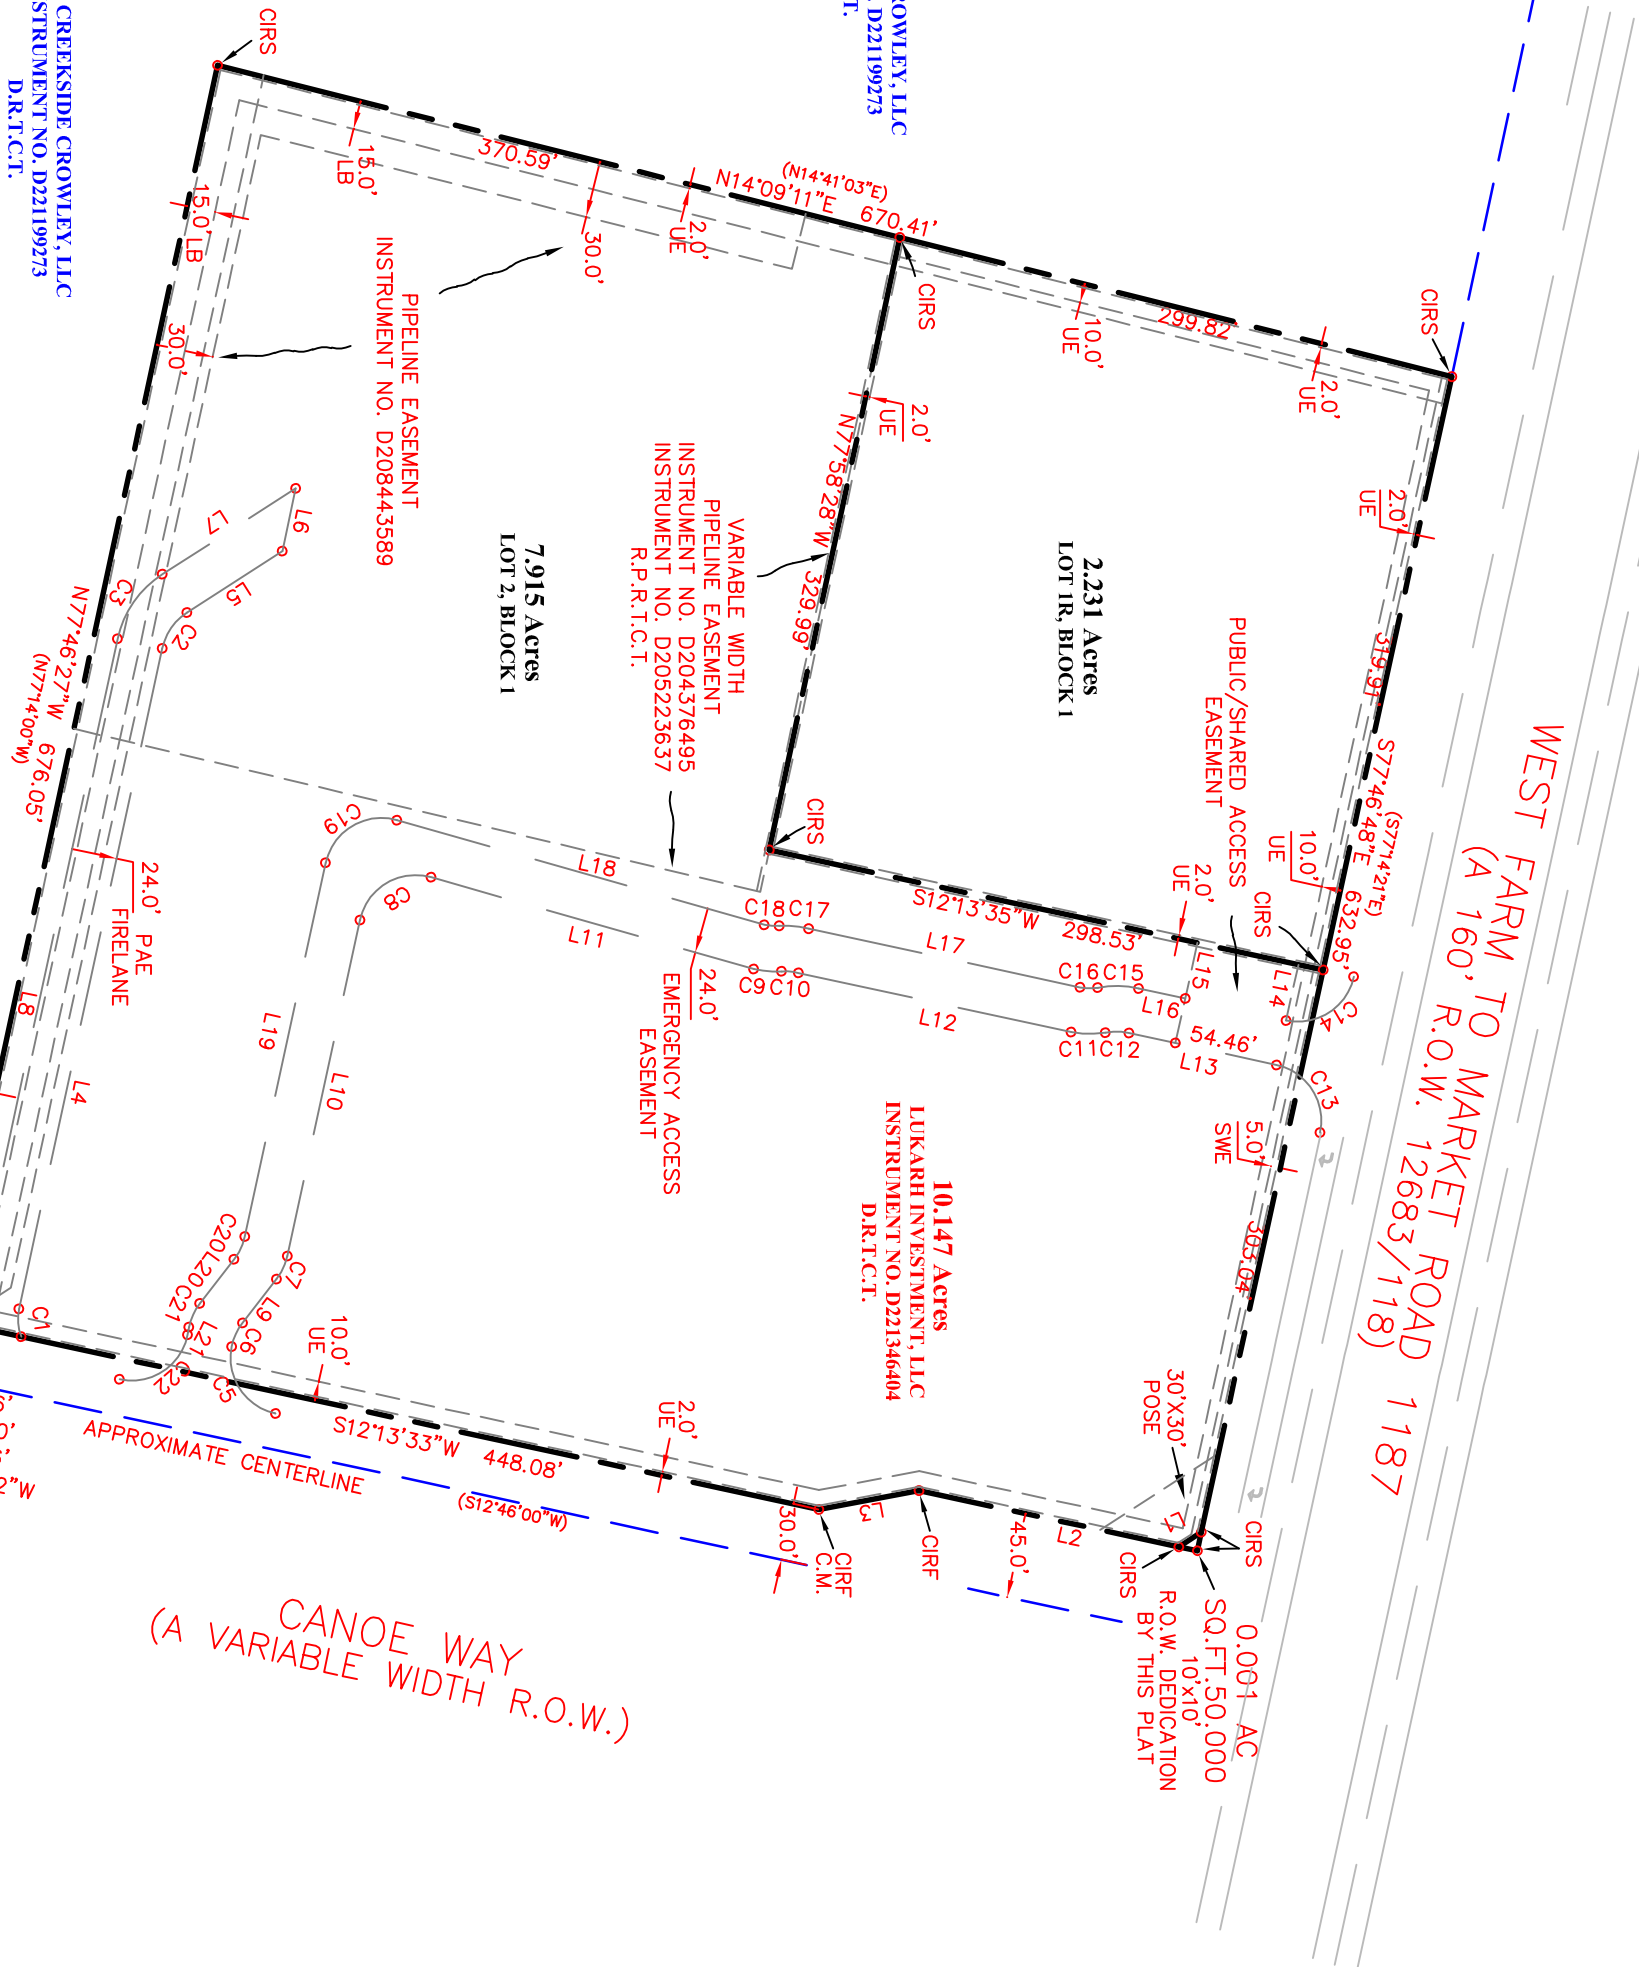 WEST FARM TO MARKET ROAD 1187
(A 160' R.O.W. 12683/118)
CIRS
2.0'
UE
319.91'
(S77°14'21"E)
S77°46'48"E 632.95'
10.0'
UE
CIRS
C14
C13
5.0'
SWE
303.04'
30'X30'
POSE
CIRS
L1
CIRS
0.001 AC
SQ.FT.50.000
10'x10'
R.O.W. DEDICATION
BY THIS PLAT
2.0'
UE
299.82'
10.0'
UE
PUBLIC/SHARED ACCESS
EASEMENT
2.231 Acres
LOT 1R, BLOCK 1
2.0'
UE
L14
L15
L16
54.46'
L13
C16
C15
C11
C12
S12°13'35"W
298.53'
L17
L12
CIRS
(N14°41'03"E)
N14°09'11"E 670.41'
2.0'
UE
N77°58'28"W
329.99'
CIRS
C18
C17
C9
C10
10.147 Acres
LUKARH INVESTMENT, LLC
INSTRUMENT NO. D221346404
D.R.T.C.T.
L2
45.0'
CIRF
L3
CIRF
C.M.
30.0'
VARIABLE WIDTH
PIPELINE EASEMENT
INSTRUMENT NO. D204376495
INSTRUMENT NO. D205223637
R.P.R.T.C.T.
2.0'
UE
24.0'
EMERGENCY ACCESS
EASEMENT
L18
L11
2.0'
UE
370.59'
30.0'
15.0'
LB
7.915 Acres
LOT 2, BLOCK 1
PIPELINE EASEMENT
INSTRUMENT NO. D208443589
C19
C8
L19
L10
S12°13'33"W 448.08'
(S12°46'00"W)
10.0'
UE
CIRS
15.0' LB
30.0'
L6
L7
L5
C2
C3
C7
L9
C6
C5
C20
L20
C21
L21
C22
N77°46'27"W 676.05'
(N77°14'00"W)
24.0' PAE
FIRELANE
L8
L4
C1
APPROXIMATE CENTERLINE
CANOE WAY
(A VARIABLE WIDTH R.O.W.)
ROWLEY, LLC
D221199273
T.
CREEKSIDE CROWLEY, LLC
STRUMENT NO. D221199273
D.R.T.C.T.
0'
2"W